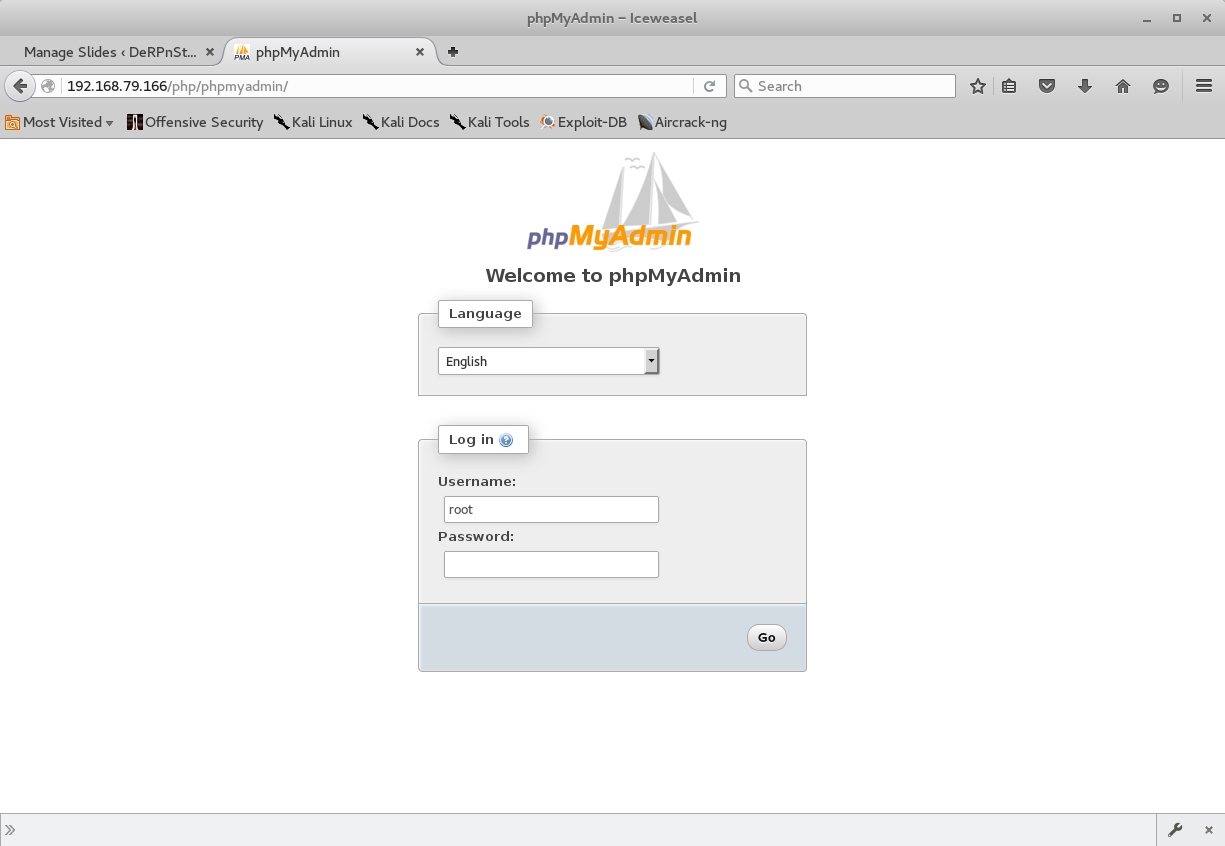 phpMyAdmin – Iceweasel
Manage Slides ‹ DeRPnSt...
PMA
phpMyAdmin
192.168.79.166/php/phpmyadmin/
Search
Most Visited
Offensive Security
Kali Linux
Kali Docs
Kali Tools
Exploit-DB
Aircrack-ng
phpMyAdmin
Welcome to phpMyAdmin
Language
English
Log in
Username:
root
Password:
Go